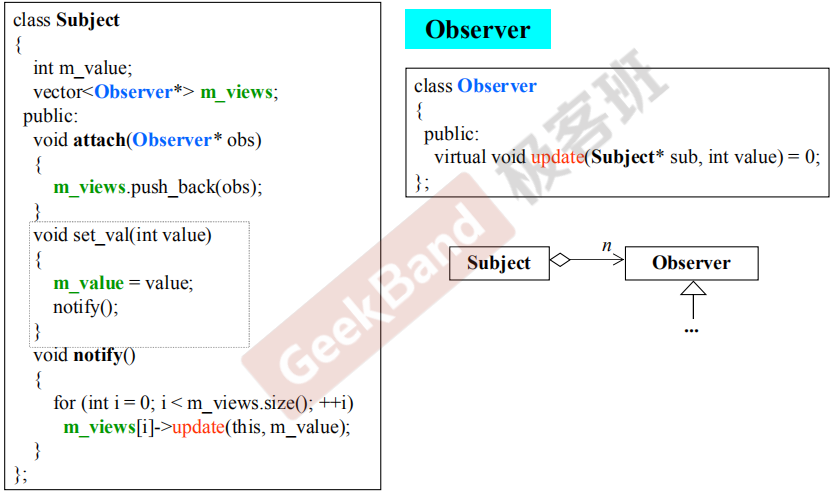 class Subject
{
int m_value;
vector<Observer*> m_views;
public:
void attach(Observer* obs)
{
m_views.push_back(obs);
}
void set_val(int value)
{
m_value = value;
notify();
}
void notify()
{
for (int i = 0; i < m_views.size(); ++i)
m_views[i]->update(this, m_value);
}
};
Observer
class Observer
{
public:
virtual void update(Subject* sub, int value) = 0;
};
Subject
n
Observer
...
GeekBand 极客班